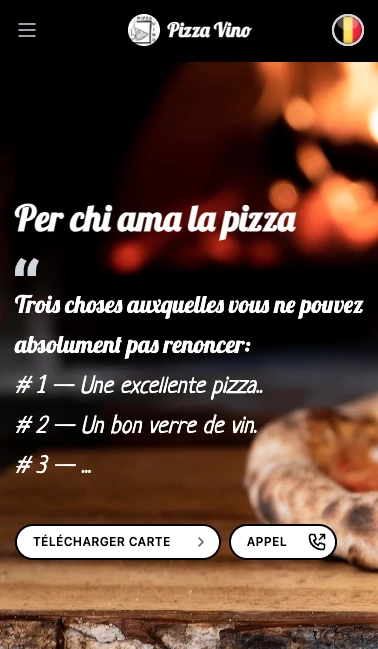 PIZZA
Pizza Vino
Per chi ama la pizza
“
Trois choses auxquelles vous ne pouvez
absolument pas renoncer:
# 1 — Une excellente pizza..
# 2 — Un bon verre de vin.
# 3 — ...
TÉLÉCHARGER CARTE
APPEL